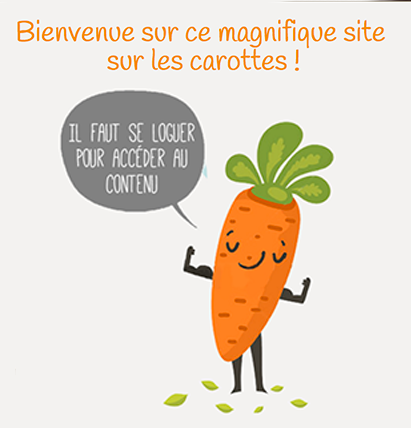 Bienvenue sur ce magnifique site
sur les carottes !
IL FAUT SE LOGUER
POUR ACCÉDER AU
CONTENU